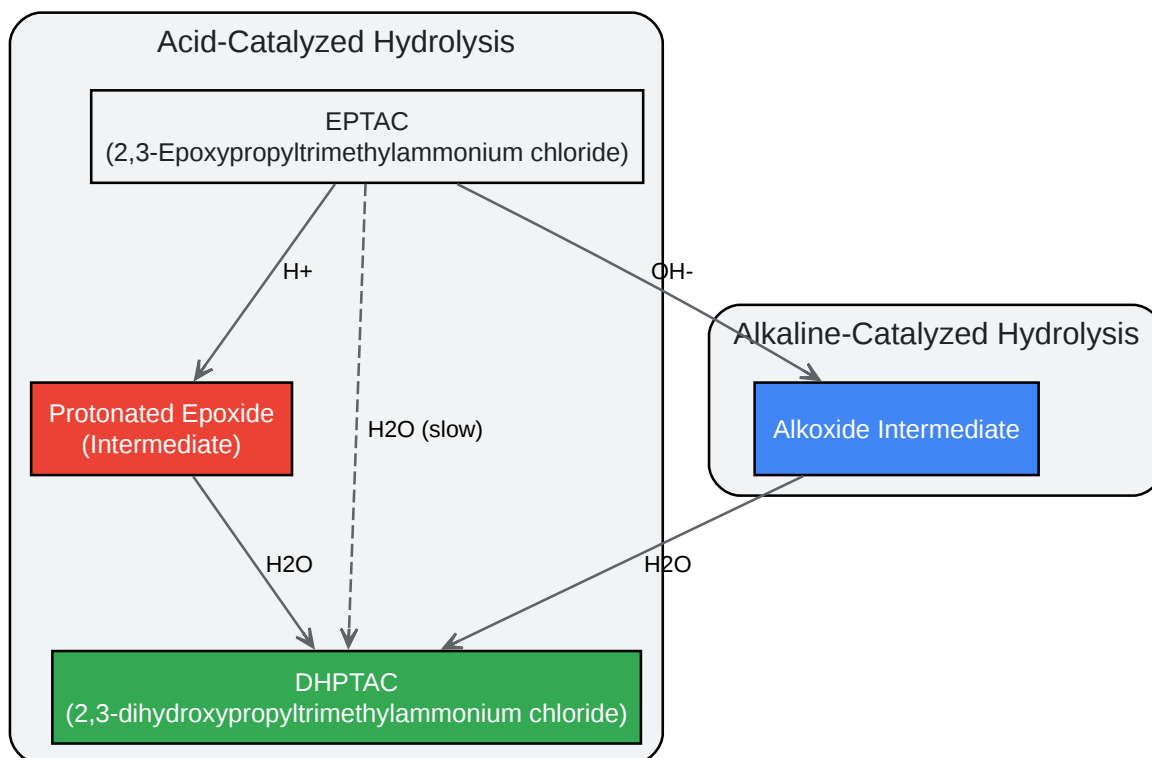 Acid-Catalyzed Hydrolysis
EPTAC
(2,3-Epoxypropyltrimethylammonium chloride)
H+
OH-
Alkaline-Catalyzed Hydrolysis
Protonated Epoxide
(Intermediate)
H2O (slow)
Alkoxide Intermediate
H2O
H2O
DHPTAC
(2,3-dihydroxypropyltrimethylammonium chloride)